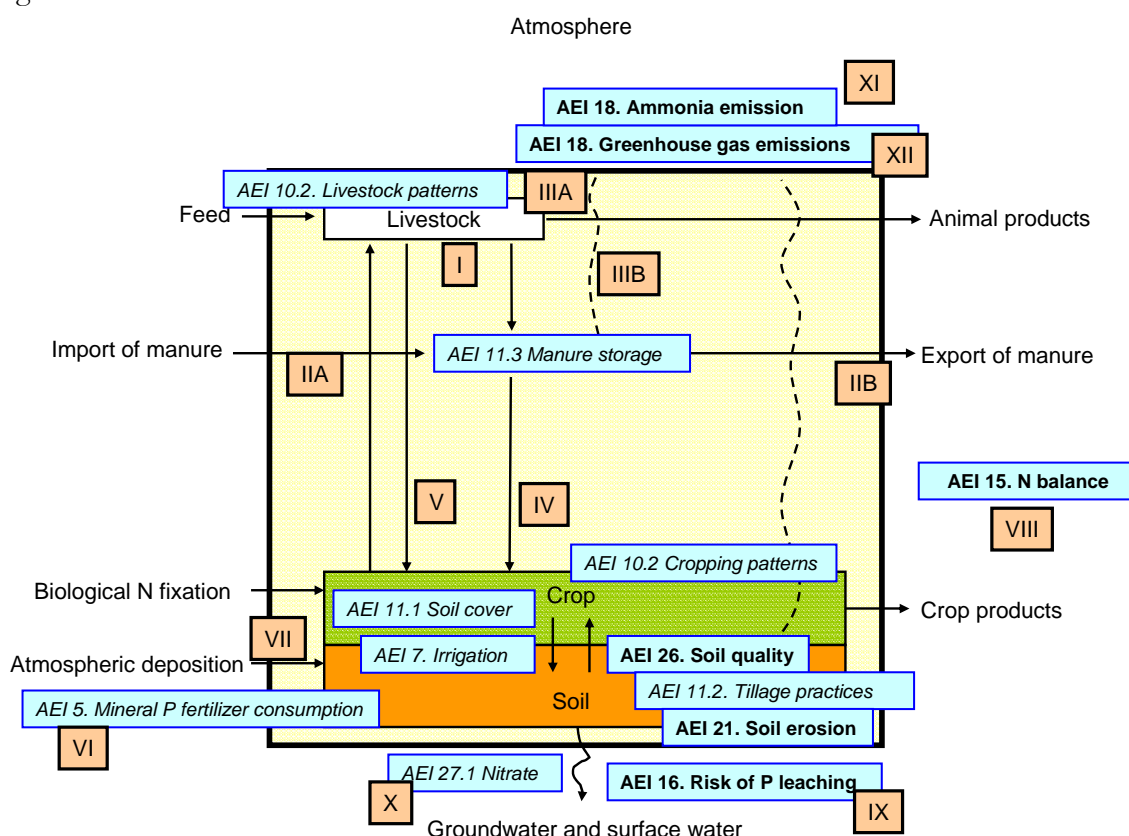 Atmosphere
XI
AEI 18. Ammonia emission
AEI 18. Greenhouse gas emissions
XII
AEI 10.2. Livestock patterns
IIIA
Feed
Livestock
Animal products
I
IIIB
Import of manure
AEI 11.3 Manure storage
Export of manure
IIA
IIB
AEI 15. N balance
V
IV
VIII
AEI 10.2 Cropping patterns
Biological N fixation
Crop
AEI 11.1 Soil cover
Crop products
VII
AEI 7. Irrigation
AEI 26. Soil quality
Atmospheric deposition
AEI 11.2. Tillage practices
AEI 5. Mineral P fertilizer consumption
Soil
AEI 21. Soil erosion
VI
AEI 27.1 Nitrate
AEI 16. Risk of P leaching
X
IX
Groundwater and surface water